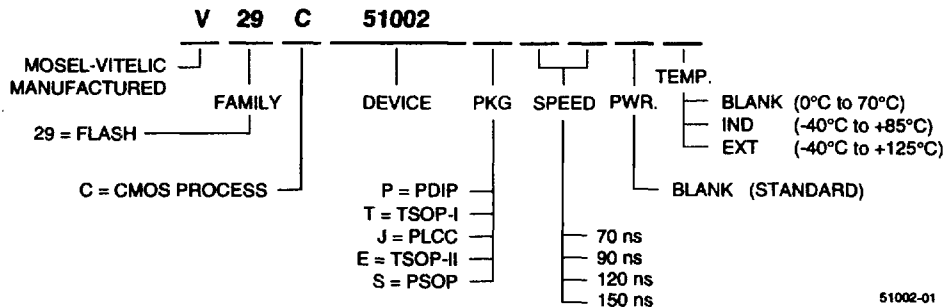 V 29 C 51002
MOSEL-VITELIC
MANUFACTURED
FAMILY DEVICE PKG SPEED PWR. TEMP.
BLANK (0°C to 70°C)
IND (-40°C to +85°C)
EXT (-40°C to +125°C)
29 = FLASH
C = CMOS PROCESS
BLANK (STANDARD)
P = PDIP
T = TSOP-I
J = PLCC
E = TSOP-II
S = PSOP
70 ns
90 ns
120 ns
150 ns
51002-01